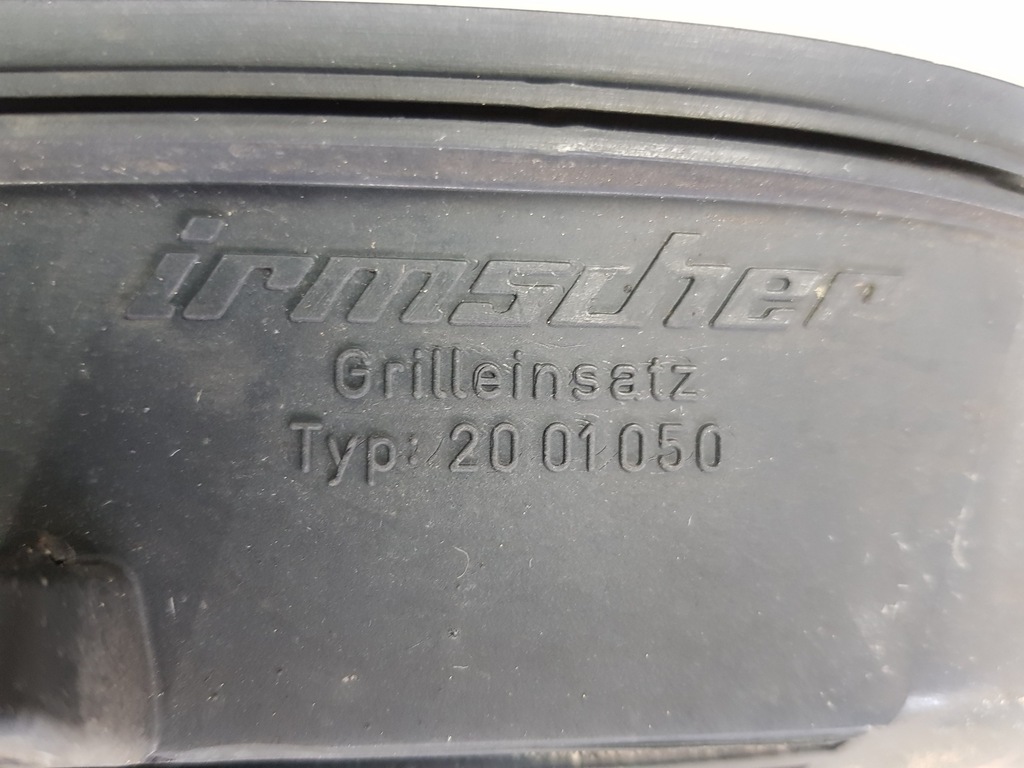 irmscher
Grilleinsatz
Typ: 20 01 050